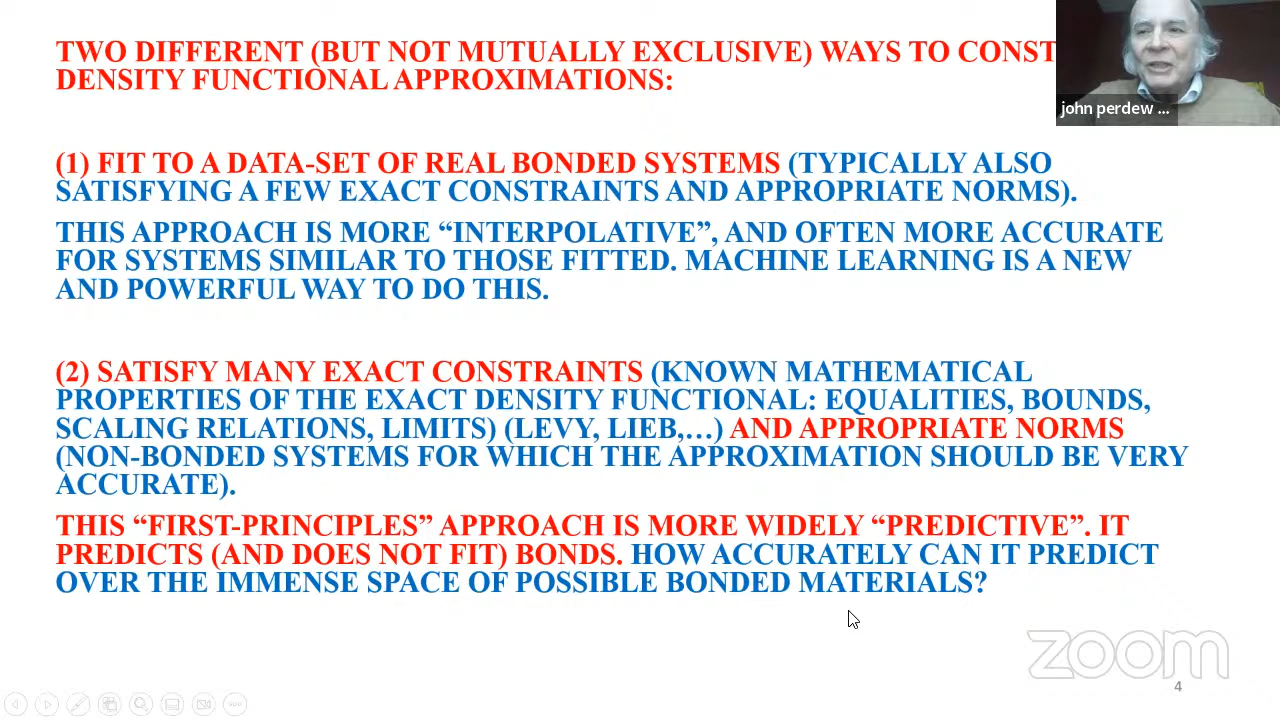 TWO DIFFERENT (BUT NOT MUTUALLY EXCLUSIVE) WAYS TO CONST
DENSITY FUNCTIONAL APPROXIMATIONS:
john perdew ...
(1) FIT TO A DATA-SET OF REAL BONDED SYSTEMS (TYPICALLY ALSO
SATISFYING A FEW EXACT CONSTRAINTS AND APPROPRIATE NORMS).
THIS APPROACH IS MORE “INTERPOLATIVE”, AND OFTEN MORE ACCURATE
FOR SYSTEMS SIMILAR TO THOSE FITTED. MACHINE LEARNING IS A NEW
AND POWERFUL WAY TO DO THIS.
(2) SATISFY MANY EXACT CONSTRAINTS (KNOWN MATHEMATICAL
PROPERTIES OF THE EXACT DENSITY FUNCTIONAL: EQUALITIES, BOUNDS,
SCALING RELATIONS, LIMITS) (LEVY, LIEB,…) AND APPROPRIATE NORMS
(NON-BONDED SYSTEMS FOR WHICH THE APPROXIMATION SHOULD BE VERY
ACCURATE).
THIS “FIRST-PRINCIPLES” APPROACH IS MORE WIDELY “PREDICTIVE”. IT
PREDICTS (AND DOES NOT FIT) BONDS. HOW ACCURATELY CAN IT PREDICT
OVER THE IMMENSE SPACE OF POSSIBLE BONDED MATERIALS?
zoom
4